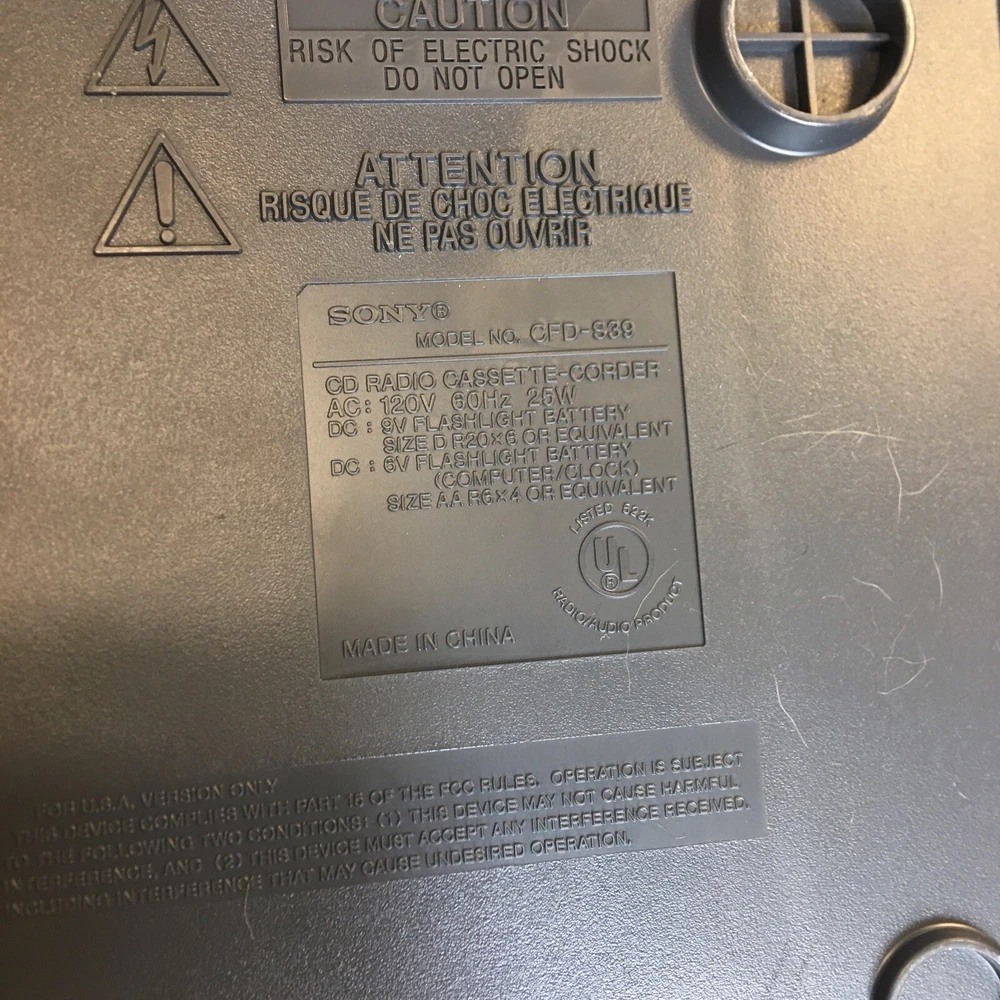 CAUTION
RISK OF ELECTRIC SHOCK
DO NOT OPEN
ATTENTION
RISQUE DE CHOC ELECTRIQUE
NE PAS OUVRIR
SONY®
MODEL NO. CFD-S39
CD RADIO CASSETTE-CORDER
AC: 120V 60Hz 25W
DC: 9V FLASHLIGHT BATTERY
SIZE D R20×6 OR EQUIVALENT
DC: 6V FLASHLIGHT BATTERY
(COMPUTER/CLOCK)
SIZE AA R6×4 OR EQUIVALENT
LISTED 622K
UL®
RADIO/AUDIO PRODUCT
MADE IN CHINA
FOR U.S.A. VERSION ONLY
THIS DEVICE COMPLIES WITH PART 15 OF THE FCC RULES. OPERATION IS SUBJECT
TO THE FOLLOWING TWO CONDITIONS: (1) THIS DEVICE MAY NOT CAUSE HARMFUL
INTERFERENCE, AND (2) THIS DEVICE MUST ACCEPT ANY INTERFERENCE RECEIVED,
INCLUDING INTERFERENCE THAT MAY CAUSE UNDESIRED OPERATION.